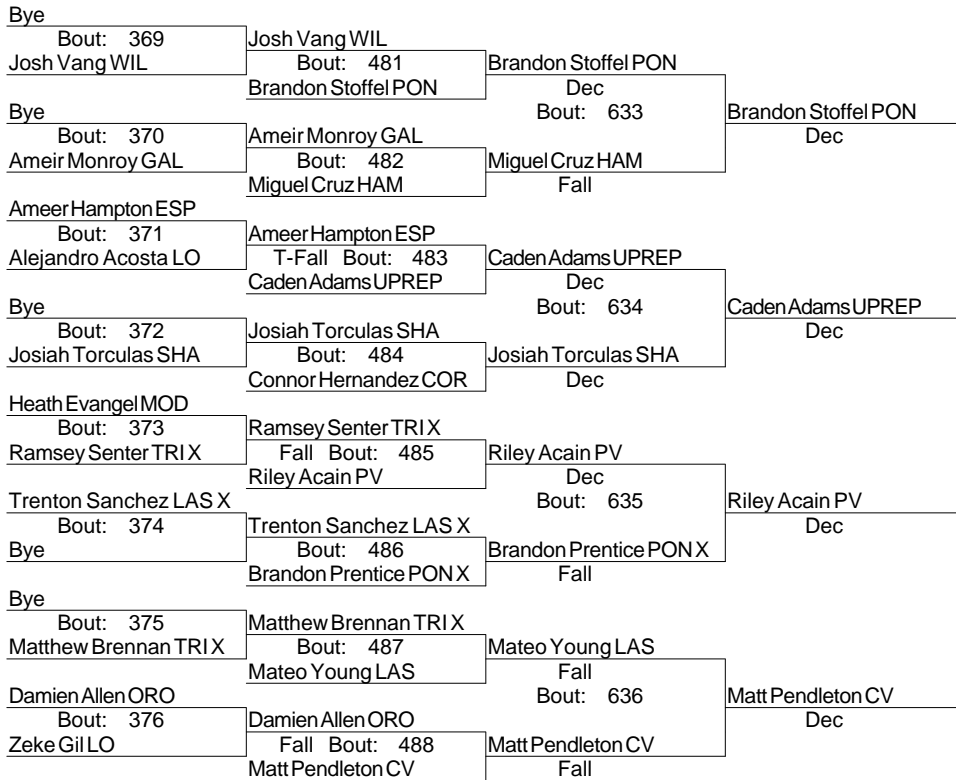 Bye
Bout: 369
Josh Vang WIL
Josh Vang WIL
Bout: 481
Brandon Stoffel PON
Brandon Stoffel PON
Dec
Bout: 633
Brandon Stoffel PON
Dec
Bye
Bout: 370
Ameir Monroy GAL
Ameir Monroy GAL
Bout: 482
Miguel Cruz HAM
Miguel Cruz HAM
Fall
Ameer Hampton ESP
Bout: 371
Alejandro Acosta LO
Ameer Hampton ESP
T-Fall Bout: 483
Caden Adams UPREP
Caden Adams UPREP
Dec
Bout: 634
Caden Adams UPREP
Dec
Bye
Bout: 372
Josiah Torculas SHA
Josiah Torculas SHA
Bout: 484
Connor Hernandez COR
Josiah Torculas SHA
Dec
Heath Evangel MOD
Bout: 373
Ramsey Senter TRI X
Ramsey Senter TRI X
Fall Bout: 485
Riley Acain PV
Riley Acain PV
Dec
Bout: 635
Riley Acain PV
Dec
Trenton Sanchez LAS X
Bout: 374
Bye
Trenton Sanchez LAS X
Bout: 486
Brandon Prentice PON X
Brandon Prentice PON X
Fall
Bye
Bout: 375
Matthew Brennan TRI X
Matthew Brennan TRI X
Bout: 487
Mateo Young LAS
Mateo Young LAS
Fall
Bout: 636
Matt Pendleton CV
Dec
Damien Allen ORO
Bout: 376
Zeke Gil LO
Damien Allen ORO
Fall Bout: 488
Matt Pendleton CV
Matt Pendleton CV
Fall